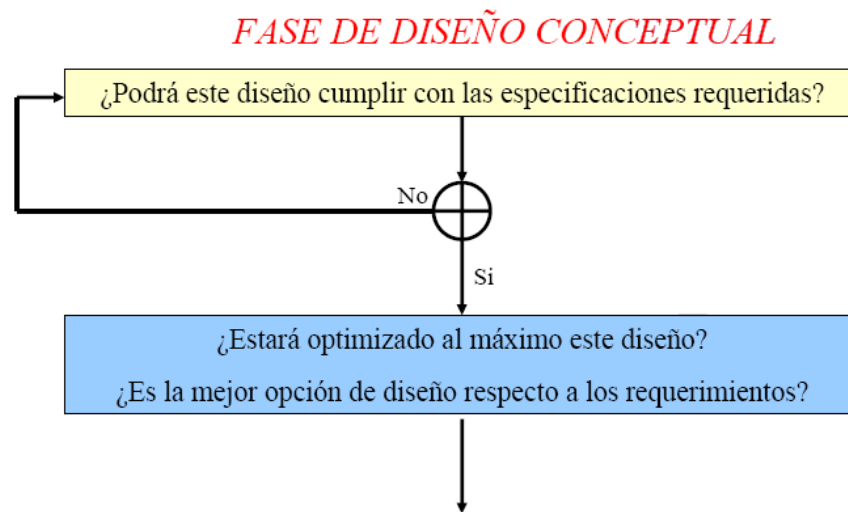 FASE DE DISEÑO CONCEPTUAL
¿Podrá este diseño cumplir con las especificaciones requeridas?
No
Si
¿Estará optimizado al máximo este diseño?
¿Es la mejor opción de diseño respecto a los requerimientos?